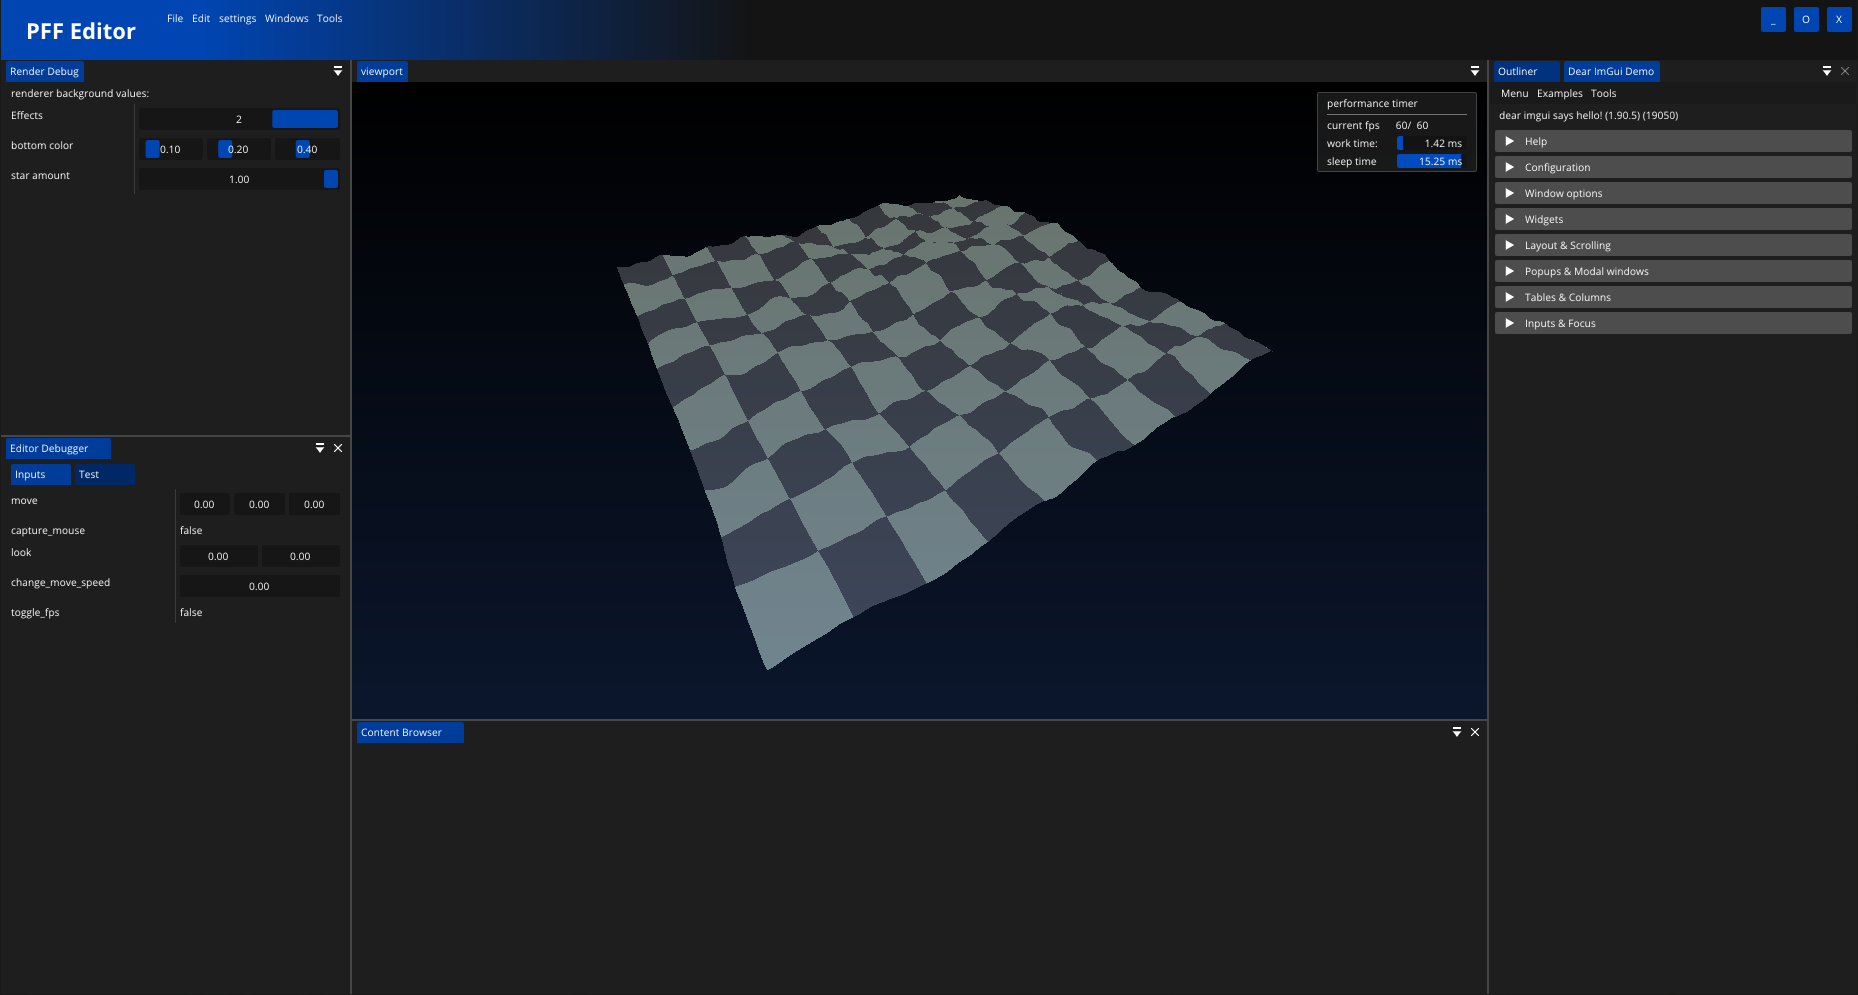 PFF Editor
File Edit settings Windows Tools
_ O X
Render Debug
renderer background values:
Effects 2
bottom color 0.10 0.20 0.40
star amount 1.00
Editor Debugger
Inputs Test
move 0.00 0.00 0.00
capture_mouse false
look 0.00 0.00
change_move_speed 0.00
toggle_fps false
viewport
performance timer
current fps 60/ 60
work time: 1.42 ms
sleep time 15.25 ms
Content Browser
Outliner Dear ImGui Demo
Menu Examples Tools
dear imgui says hello! (1.90.5) (19050)
Help
Configuration
Window options
Widgets
Layout & Scrolling
Popups & Modal windows
Tables & Columns
Inputs & Focus